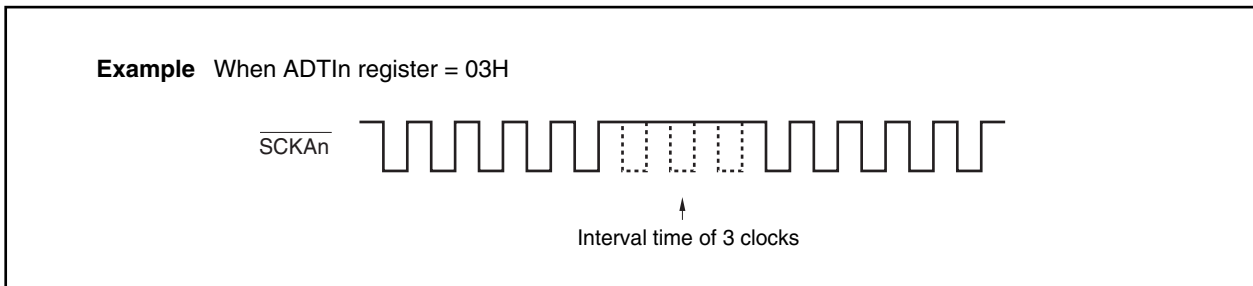 Example When ADTIn register = 03H
SCKAn
Interval time of 3 clocks